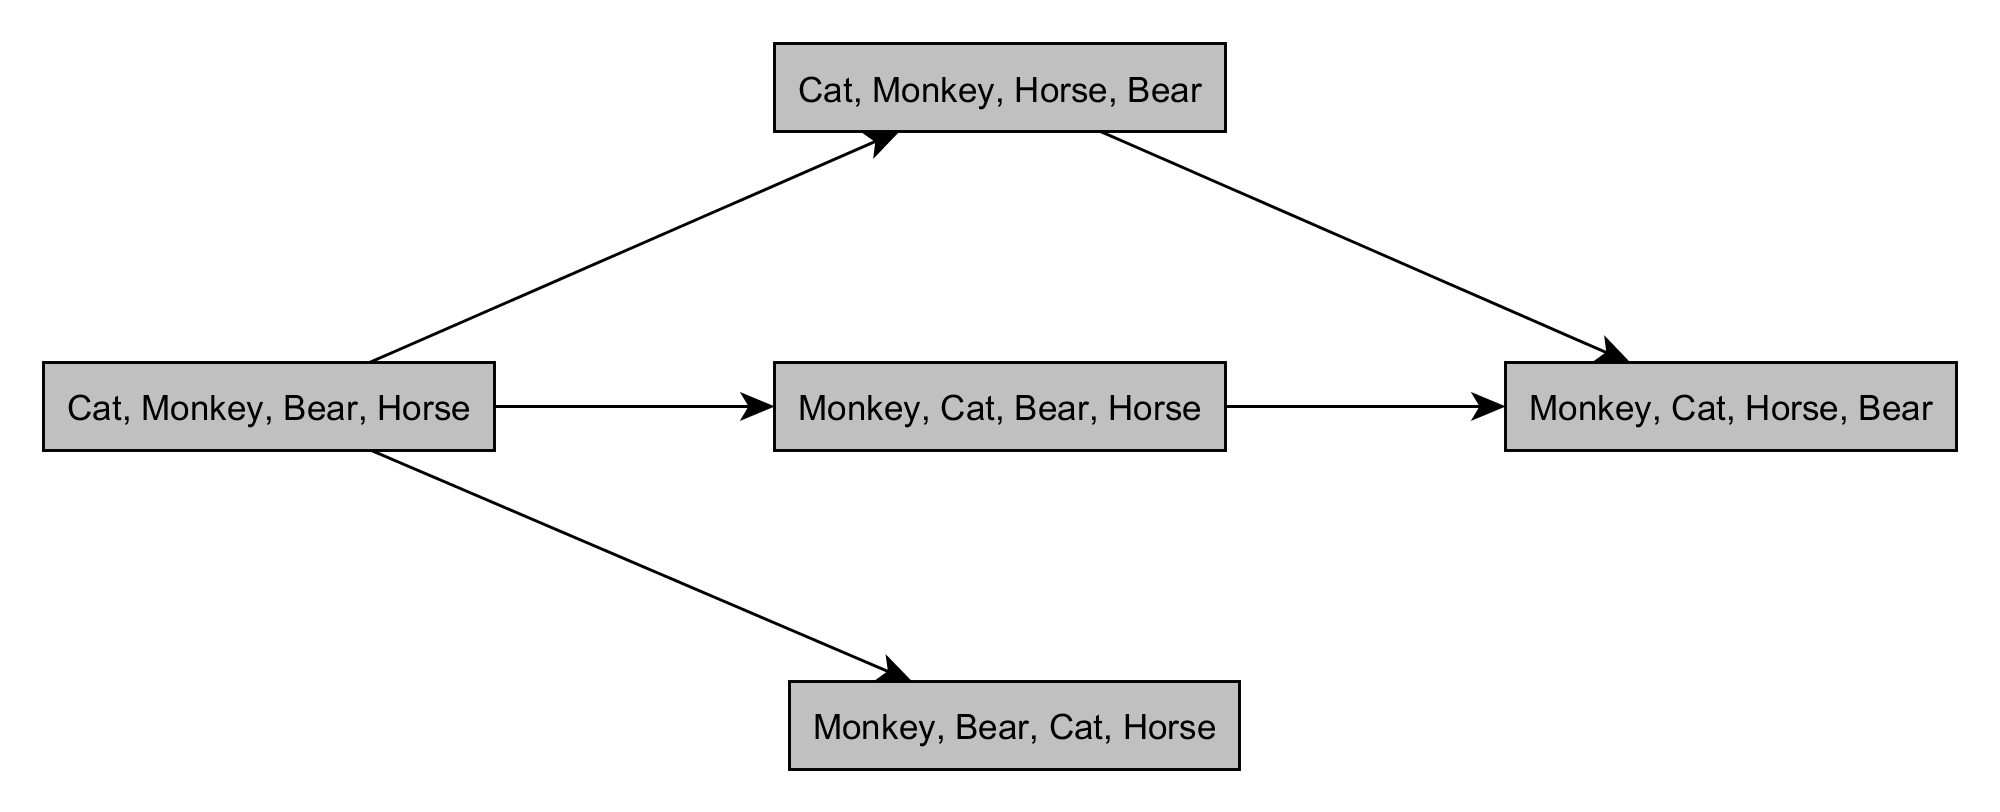 Cat, Monkey, Horse, Bear
Cat, Monkey, Bear, Horse
Monkey, Cat, Bear, Horse
Monkey, Cat, Horse, Bear
Monkey, Bear, Cat, Horse